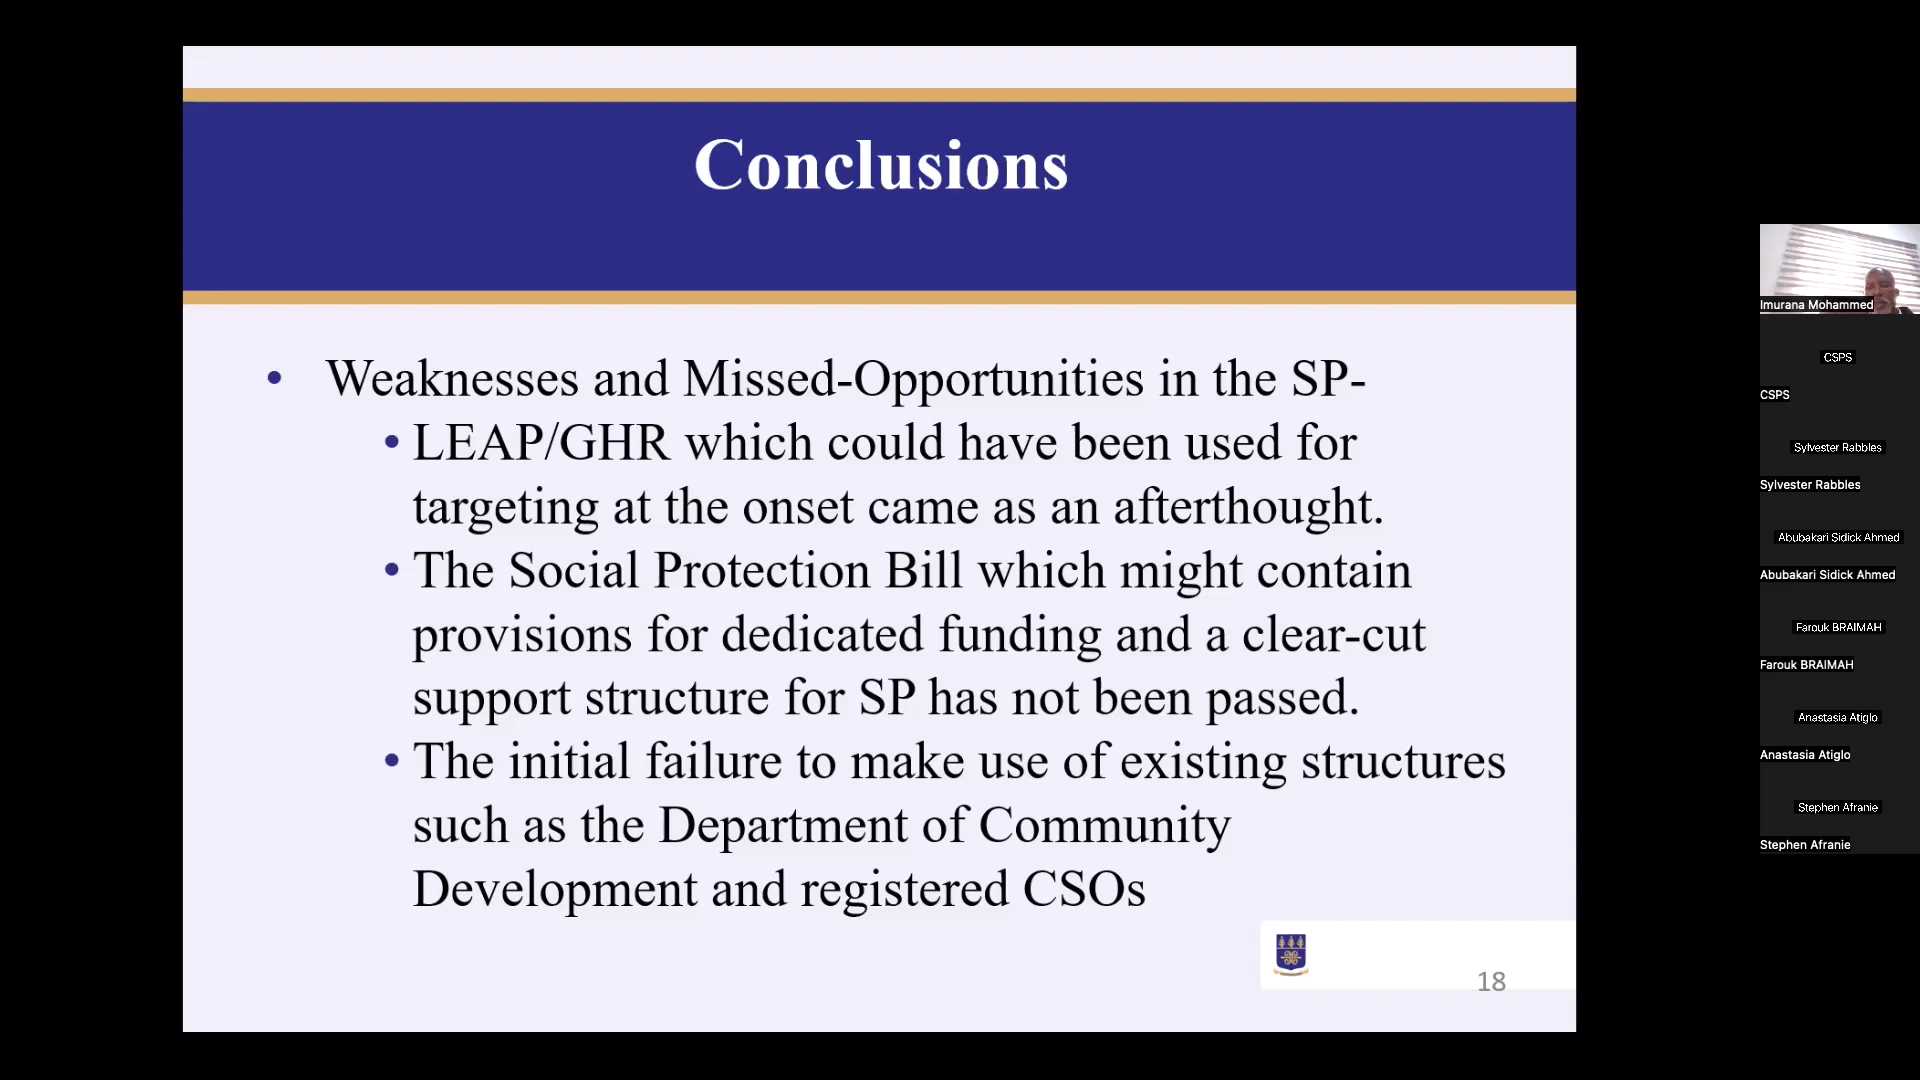 Conclusions
• Weaknesses and Missed-Opportunities in the SP-
• LEAP/GHR which could have been used for
targeting at the onset came as an afterthought.
• The Social Protection Bill which might contain
provisions for dedicated funding and a clear-cut
support structure for SP has not been passed.
• The initial failure to make use of existing structures
such as the Department of Community
Development and registered CSOs
18
Imurana Mohammed
CSPS
CSPS
Sylvester Rabbles
Sylvester Rabbles
Abubakari Sidick Ahmed
Abubakari Sidick Ahmed
Farouk BRAIMAH
Farouk BRAIMAH
Anastasia Atiglo
Anastasia Atiglo
Stephen Afranie
Stephen Afranie